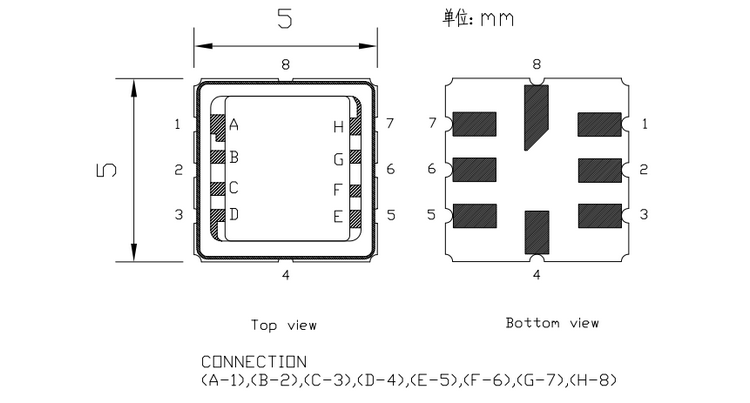 5
单位: mm
8
8
1
A
H
7
7
1
B
G
5
2
6
6
2
C
F
3
D
E
5
5
3
4
4
Top view
Bottom view
CONNECTION
(A-1),(B-2),(C-3),(D-4),(E-5),(F-6),(G-7),(H-8)